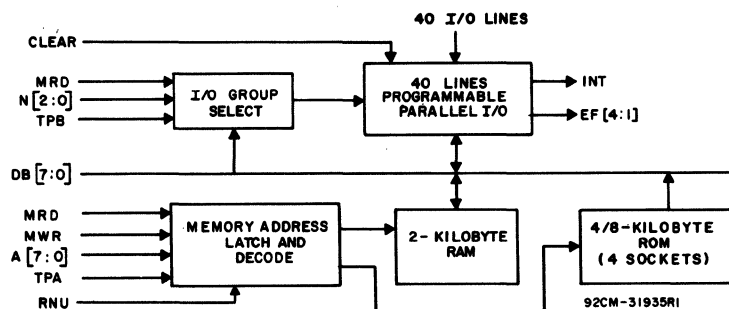 40 I/O LINES
CLEAR
MRD
N [2:0]
TPB
I/O GROUP
SELECT
40 LINES
PROGRAMMABLE
PARALLEL I/O
INT
EF [4:1]
DB [7:0]
MRD
MWR
A [7:0]
TPA
RNU
MEMORY ADDRESS
LATCH AND
DECODE
2- KILOBYTE
RAM
4/8-KILOBYTE
ROM
(4 SOCKETS)
92CM-31935R1